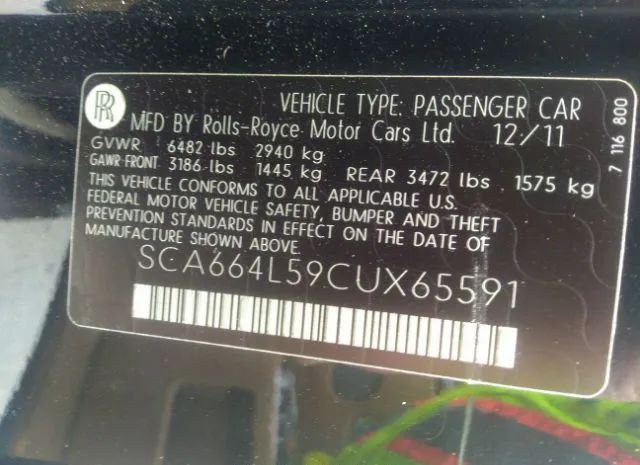 RR
VEHICLE TYPE: PASSENGER CAR
MFD BY Rolls-Royce Motor Cars Ltd. 12/11
GVWR 6482 lbs 2940 kg
GAWR FRONT 3186 lbs 1445 kg REAR 3472 lbs 1575 kg
THIS VEHICLE CONFORMS TO ALL APPLICABLE U.S.
FEDERAL MOTOR VEHICLE SAFETY, BUMPER AND THEFT
PREVENTION STANDARDS IN EFFECT ON THE DATE OF
MANUFACTURE SHOWN ABOVE.
SCA664L59CUX65591
7 116 800